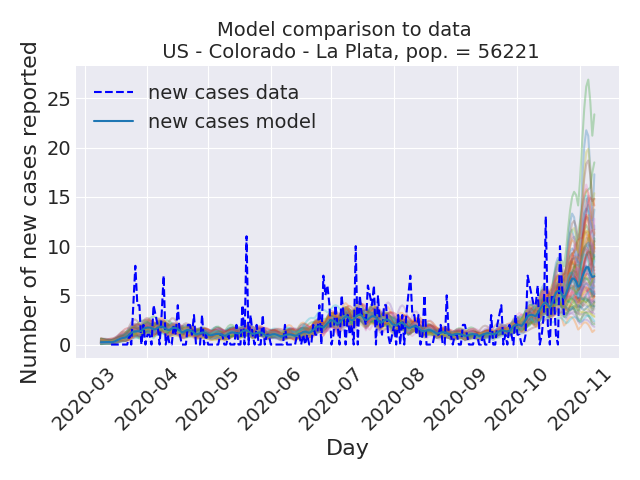 Model comparison to data
US - Colorado - La Plata, pop. = 56221
new cases data
new cases model
Number of new cases reported
25
20
15
10
5
0
2020-03
2020-04
2020-05
2020-06
2020-07
2020-08
2020-09
2020-10
2020-11
Day